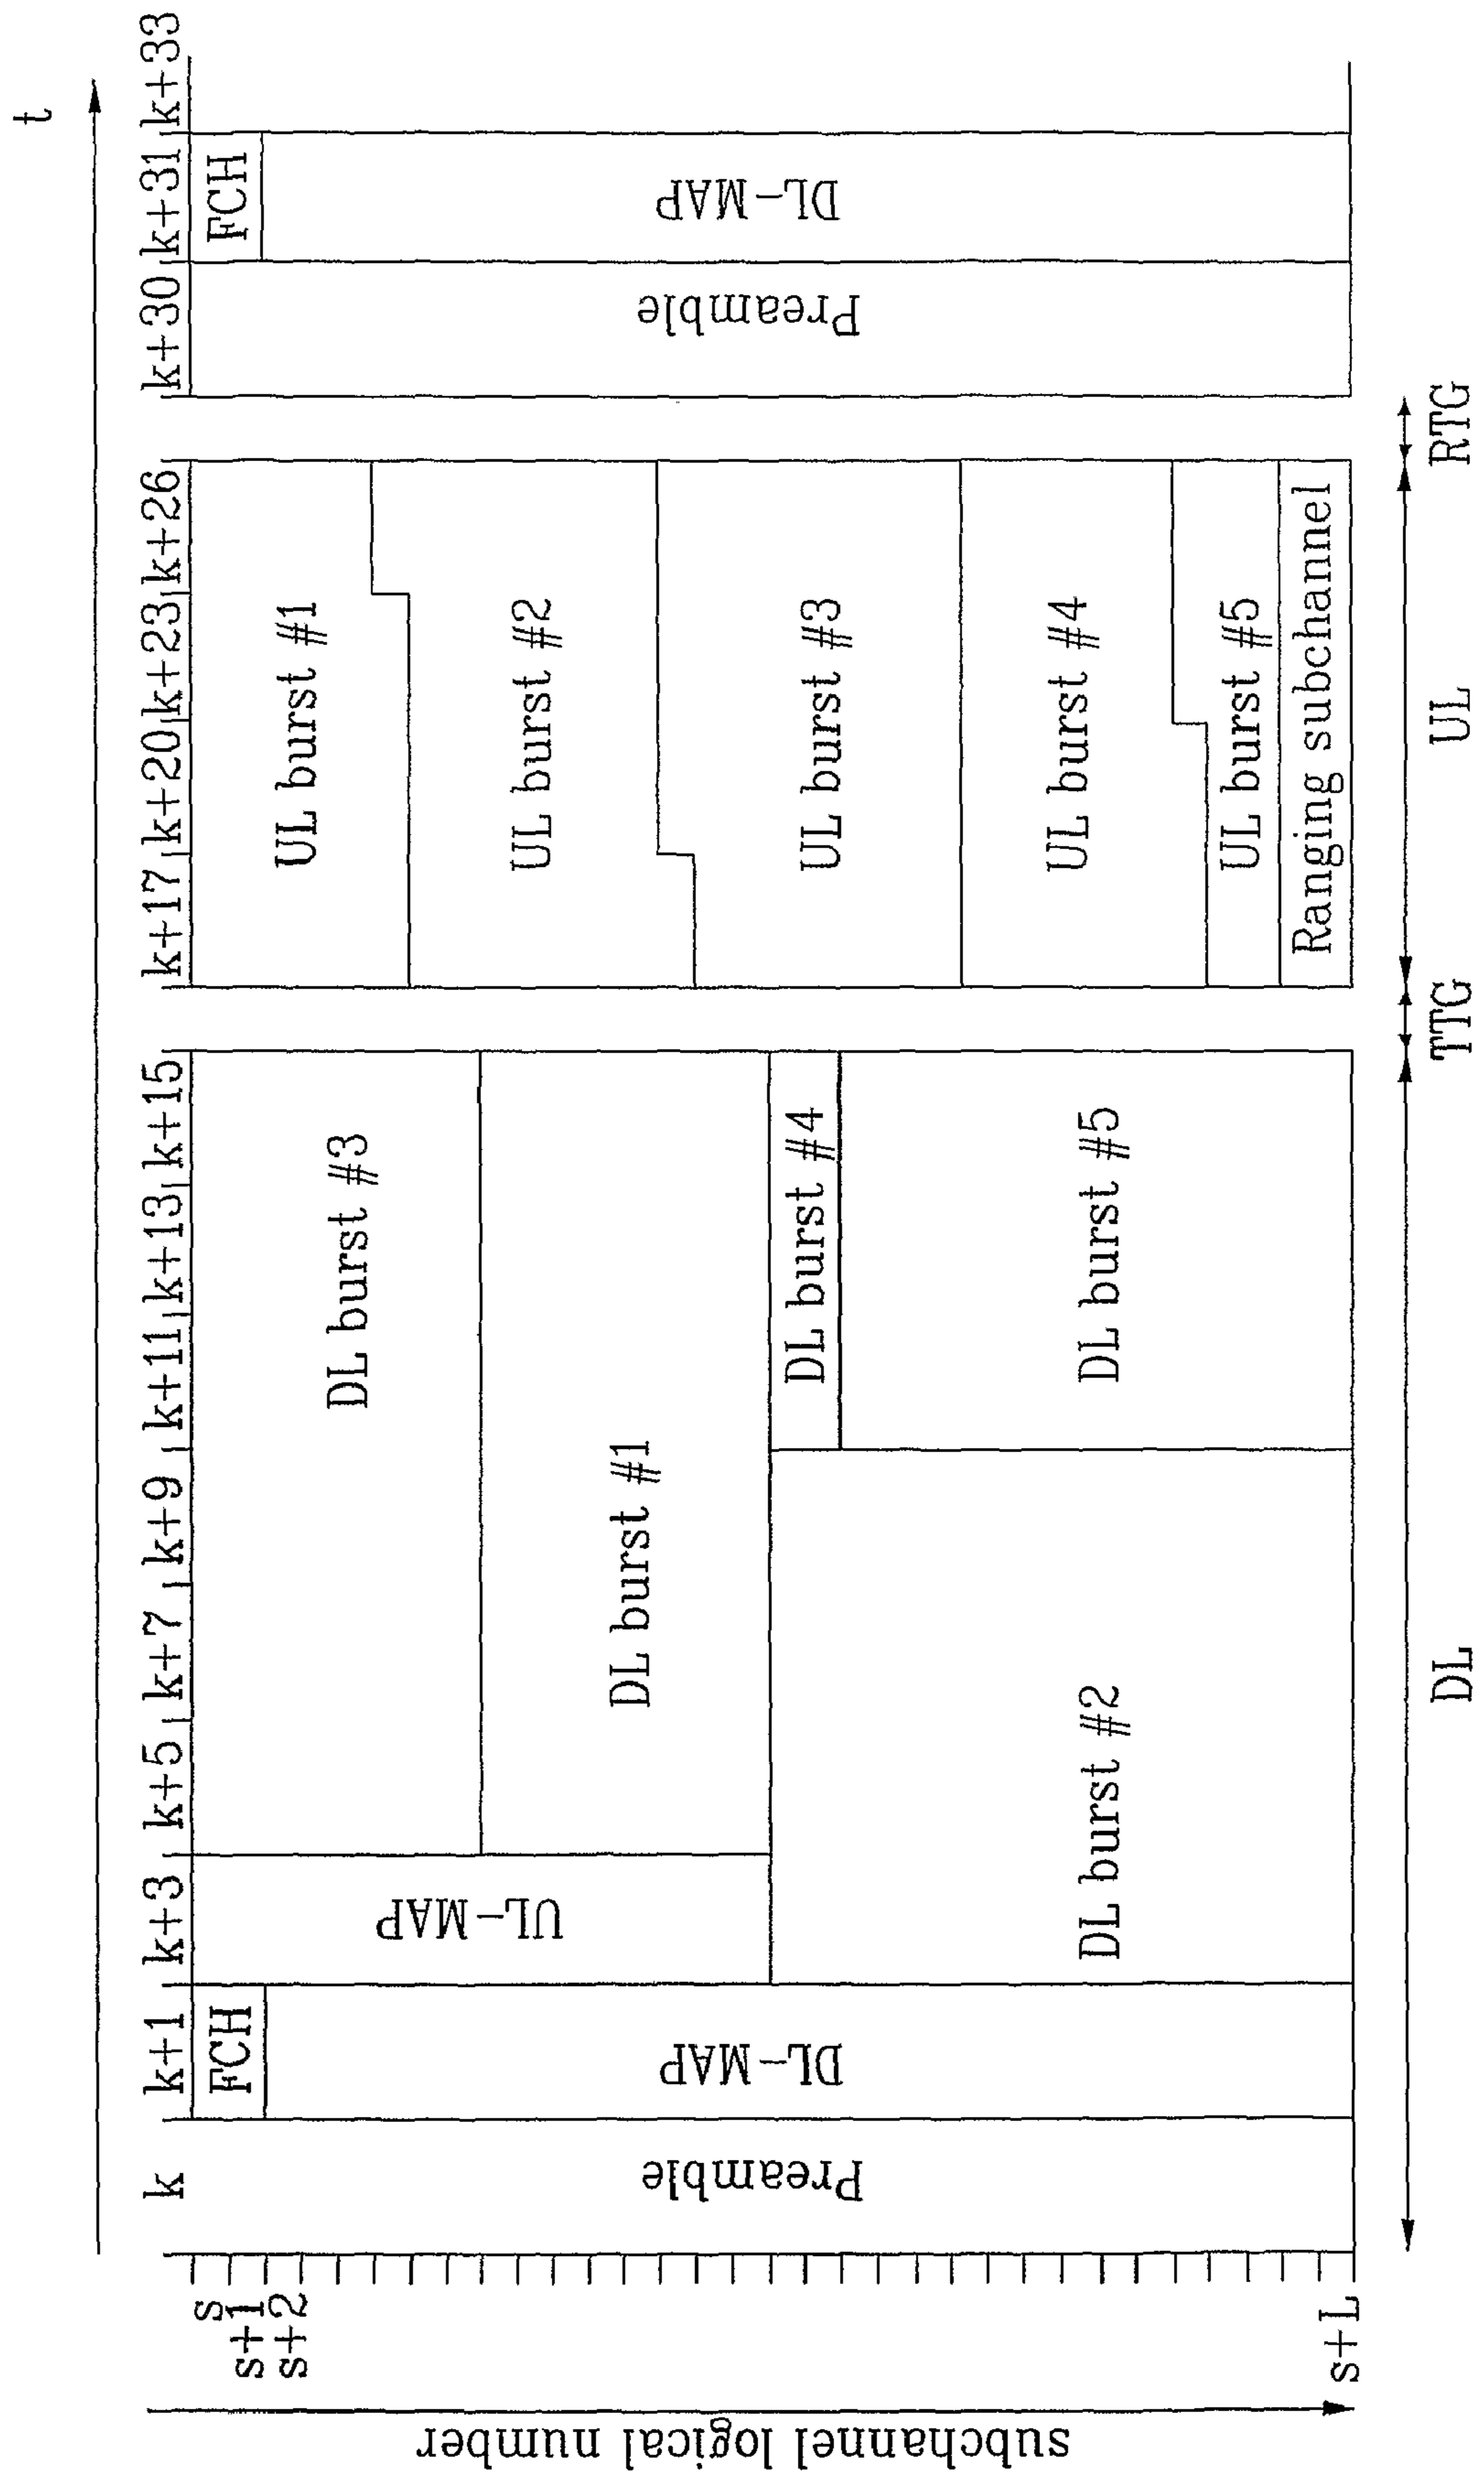 t
k k+1 k+3 k+5 k+7 k+9 k+11 k+13 k+15 k+17 k+20 k+23 k+26 k+30 k+31 k+33
subchannel logical number
s
s+1
s+2
s+L
Preamble
FCH
DL-MAP
UL-MAP
DL burst #3
DL burst #1
DL burst #2
DL burst #4
DL burst #5
UL burst #1
UL burst #2
UL burst #3
UL burst #4
UL burst #5
Ranging subchannel
Preamble
FCH
DL-MAP
DL TTG UL RTG